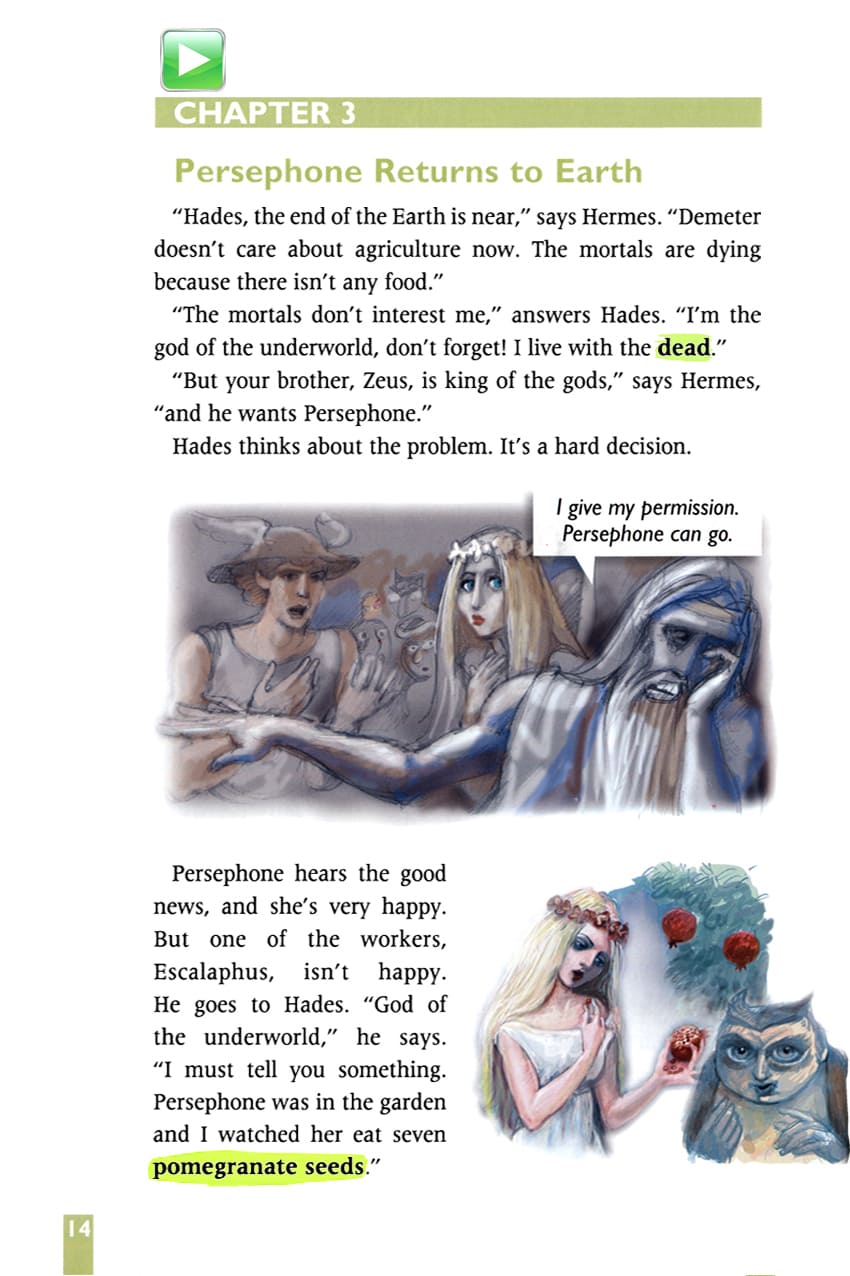 CHAPTER 3
Persephone Returns to Earth
“Hades, the end of the Earth is near,” says Hermes. “Demeter
doesn’t care about agriculture now. The mortals are dying
because there isn’t any food.”
“The mortals don’t interest me,” answers Hades. “I’m the
god of the underworld, don’t forget! I live with the dead.”
“But your brother, Zeus, is king of the gods,” says Hermes,
“and he wants Persephone.”
Hades thinks about the problem. It’s a hard decision.
I give my permission.
Persephone can go.
Persephone hears the good
news, and she’s very happy.
But one of the workers,
Escalaphus, isn’t happy.
He goes to Hades. “God of
the underworld,” he says.
“I must tell you something.
Persephone was in the garden
and I watched her eat seven
pomegranate seeds.”
14